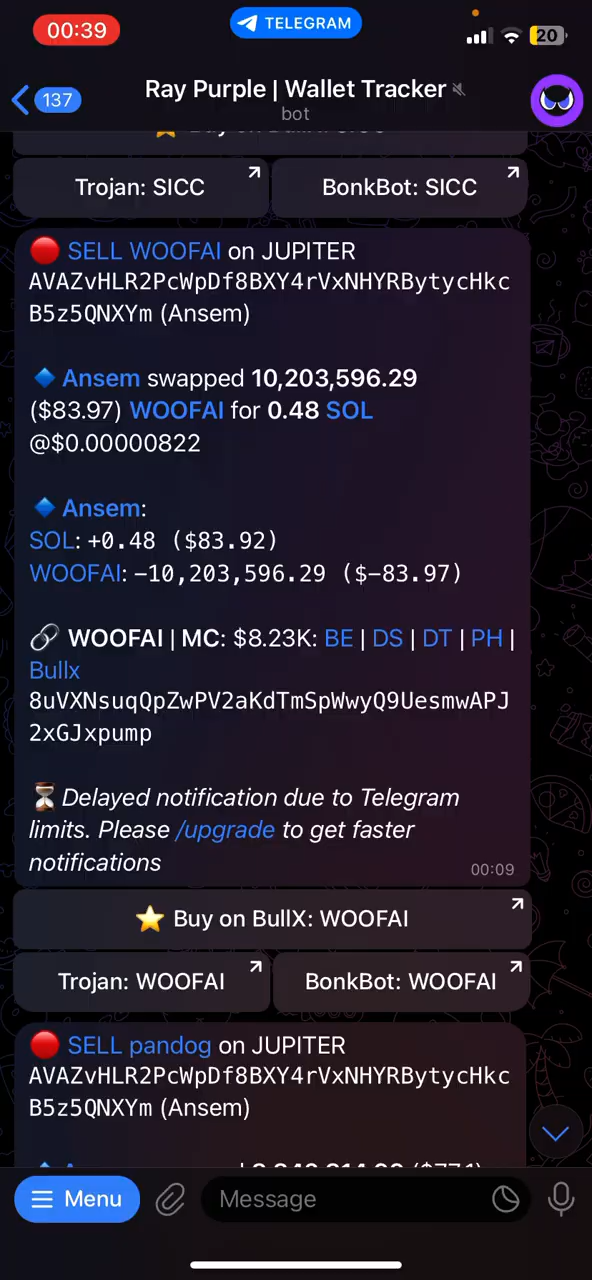 00:39
TELEGRAM
20
137
Ray Purple | Wallet Tracker
bot
Trojan: SICC
BonkBot: SICC
🔴 SELL WOOFAI on JUPITER
AVAZvHLR2PcWpDf8BXY4rVxNHYRBytycHkc
B5z5QNXYm (Ansem)
🔹 Ansem swapped 10,203,596.29
($83.97) WOOFAI for 0.48 SOL
@$0.00000822
🔹 Ansem:
SOL: +0.48 ($83.92)
WOOFAI: −10,203,596.29 ($−83.97)
🔗 WOOFAI | MC: $8.23K: BE | DS | DT | PH |
Bullx
8uVXNsuqQpZwPV2aKdTmSpWwyQ9UesmwAPJ
2xGJxpump
⏳ Delayed notification due to Telegram
limits. Please /upgrade to get faster
notifications
00:09
⭐ Buy on BullX: WOOFAI
Trojan: WOOFAI
BonkBot: WOOFAI
🔴 SELL pandog on JUPITER
AVAZvHLR2PcWpDf8BXY4rVxNHYRBytycHkc
B5z5QNXYm (Ansem)
Menu
Message